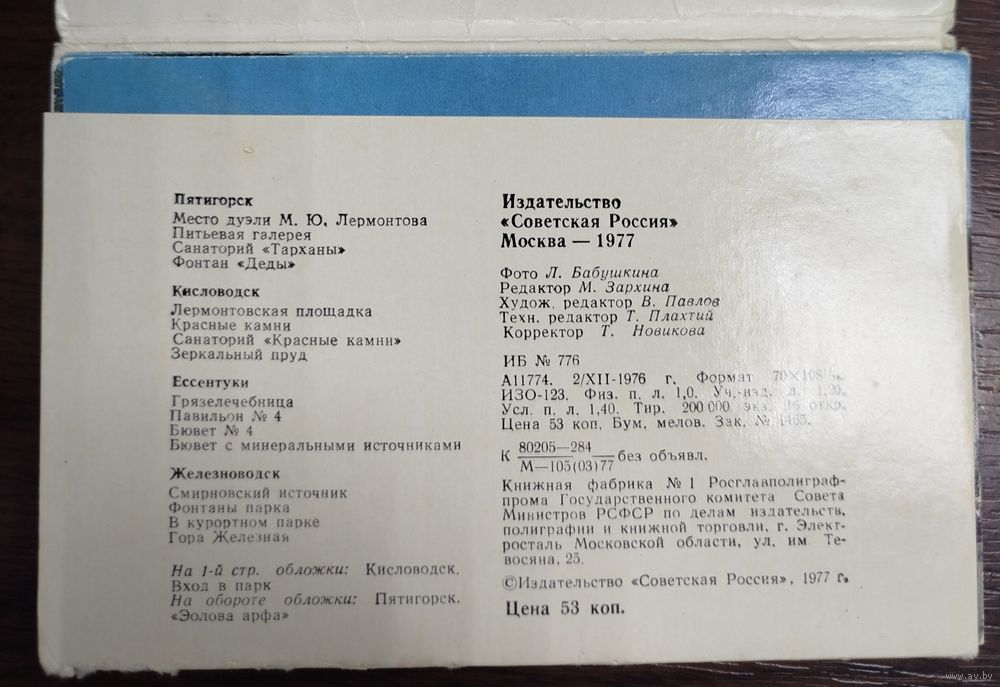 Пятигорск
Место дуэли М. Ю. Лермонтова
Питьевая галерея
Санаторий «Тарханы»
Фонтан «Деды»
Кисловодск
Лермонтовская площадка
Красные камни
Санаторий «Красные камни»
Зеркальный пруд
Ессентуки
Грязелечебница
Павильон № 4
Бювет № 4
Бювет с минеральными источниками
Железноводск
Смирновский источник
Фонтаны парка
В курортном парке
Гора Железная
На 1-й стр. обложки: Кисловодск.
Вход в парк
На обороте обложки: Пятигорск.
«Эолова арфа»
Издательство
«Советская Россия»
Москва — 1977
Фото Л. Бабушкина
Редактор М. Зархина
Худож. редактор В. Павлов
Техн. редактор Т. Плахтий
Корректор Т. Новикова
ИБ № 776
А11774. 2/XII-1976 г. Формат
ИЗО-123. Физ. п. л. 1,0. Уч.-изд. л. 1,20.
Усл. п. л. 1,40. Тир. 200 000 экз. откр.
Цена 53 коп. Бум. мелов. Зак. №
К 80205—284
М—105(03)77 без объявл.
Книжная фабрика № 1 Росглавполиграф-
прома Государственного комитета Совета
Министров РСФСР по делам издательств,
полиграфии и книжной торговли, г. Элект-
росталь Московской области, ул. им. Те-
восяна, 25.
©Издательство «Советская Россия», 1977 г.
Цена 53 коп.
www.av.by